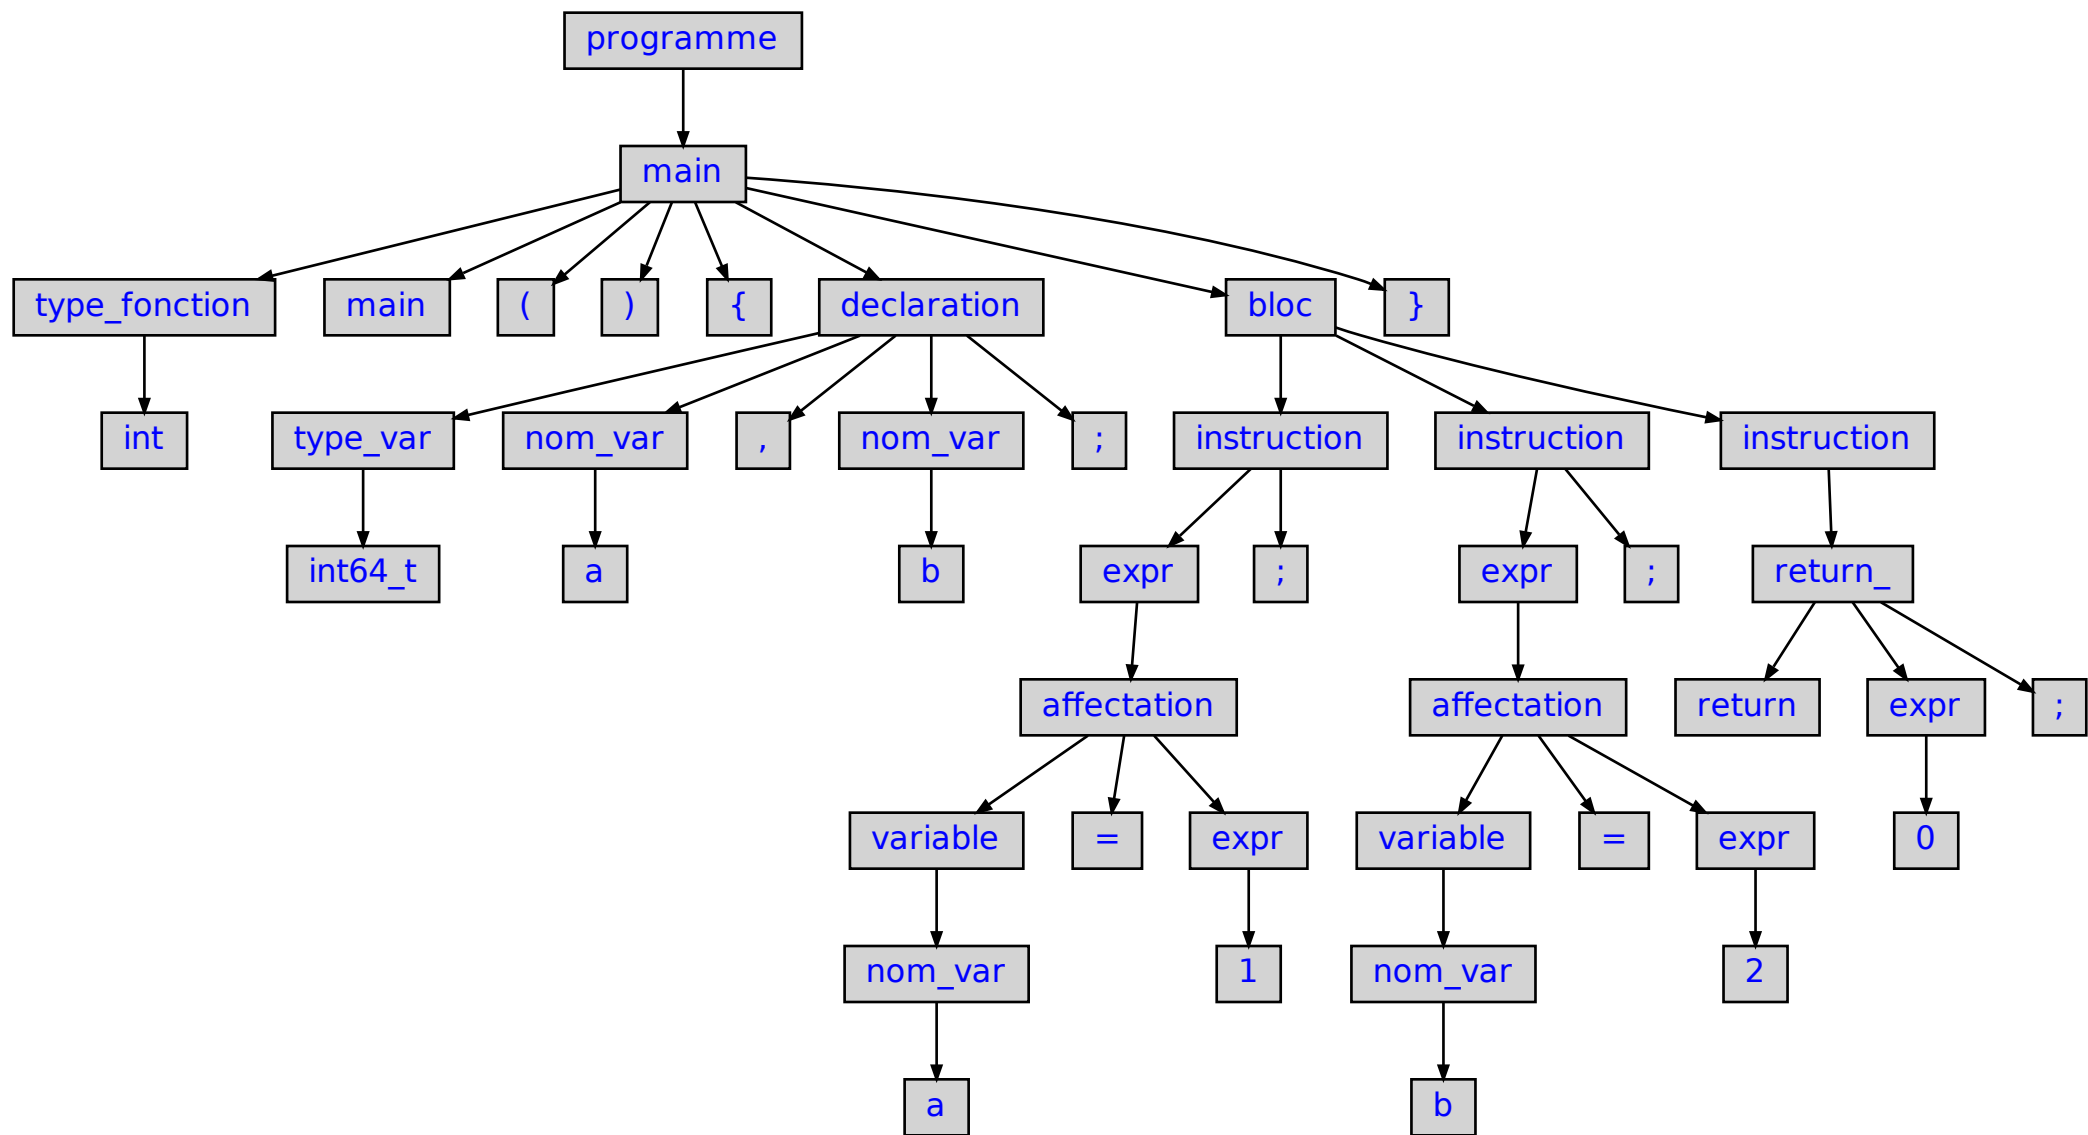 programme
main
type_fonction main ( ) { declaration bloc }
int type_var nom_var , nom_var ; instruction instruction instruction
int64_t a b expr ; expr ; return_
affectation affectation return expr ;
variable = expr variable = expr 0
nom_var 1 nom_var 2
a b